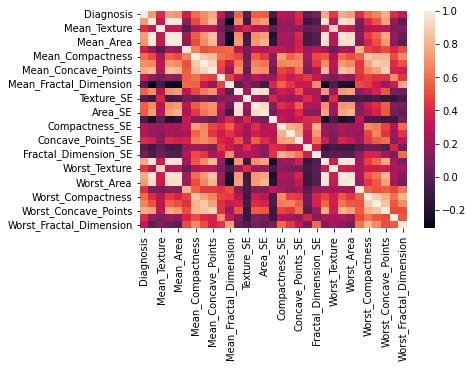 Diagnosis
Mean_Texture
Mean_Area
Mean_Compactness
Mean_Concave_Points
Mean_Fractal_Dimension
Texture_SE
Area_SE
Compactness_SE
Concave_Points_SE
Fractal_Dimension_SE
Worst_Texture
Worst_Area
Worst_Compactness
Worst_Concave_Points
Worst_Fractal_Dimension
Diagnosis
Mean_Texture
Mean_Area
Mean_Compactness
Mean_Concave_Points
Mean_Fractal_Dimension
Texture_SE
Area_SE
Compactness_SE
Concave_Points_SE
Fractal_Dimension_SE
Worst_Texture
Worst_Area
Worst_Compactness
Worst_Concave_Points
Worst_Fractal_Dimension
1.0
0.8
0.6
0.4
0.2
0.0
−0.2